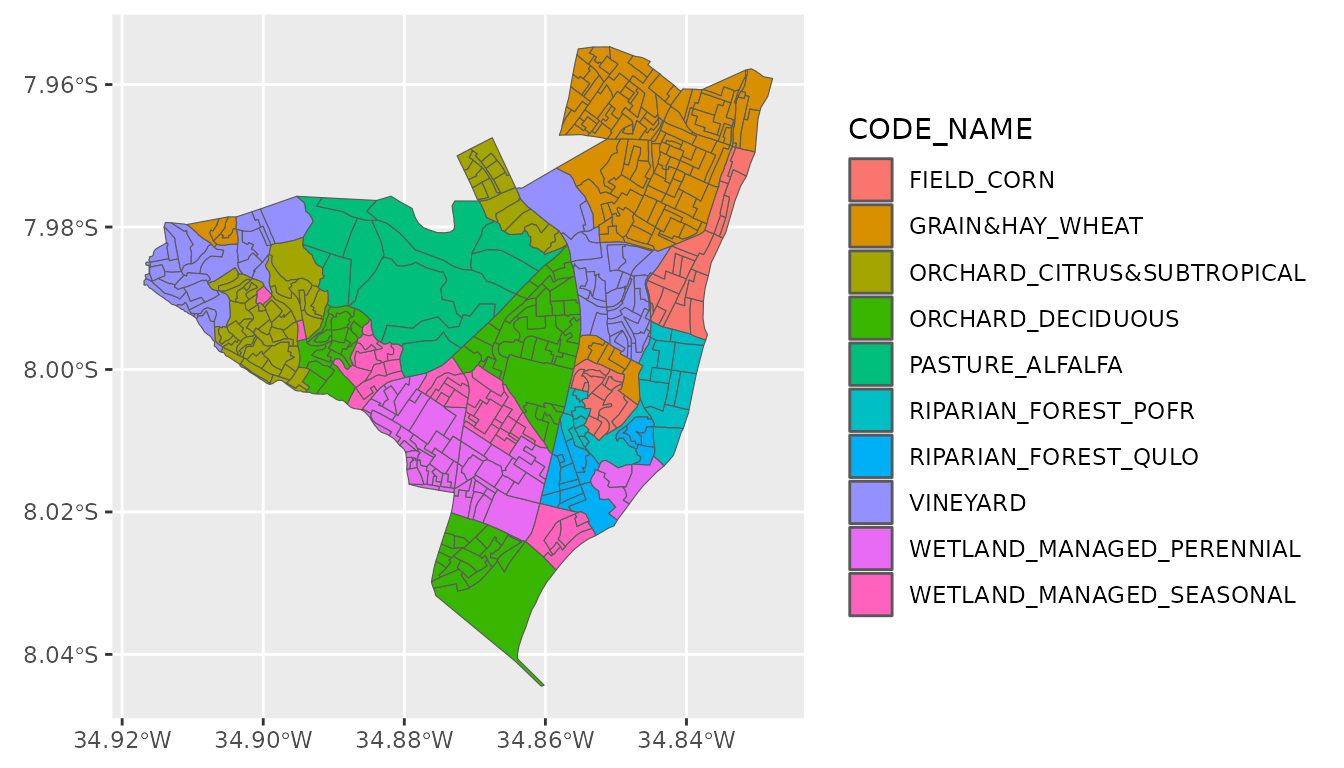 7.96°S
7.98°S
8.00°S
8.02°S
8.04°S
34.92°W 34.90°W 34.88°W 34.86°W 34.84°W
CODE_NAME
FIELD_CORN
GRAIN&HAY_WHEAT
ORCHARD_CITRUS&SUBTROPICAL
ORCHARD_DECIDUOUS
PASTURE_ALFALFA
RIPARIAN_FOREST_POFR
RIPARIAN_FOREST_QULO
VINEYARD
WETLAND_MANAGED_PERENNIAL
WETLAND_MANAGED_SEASONAL